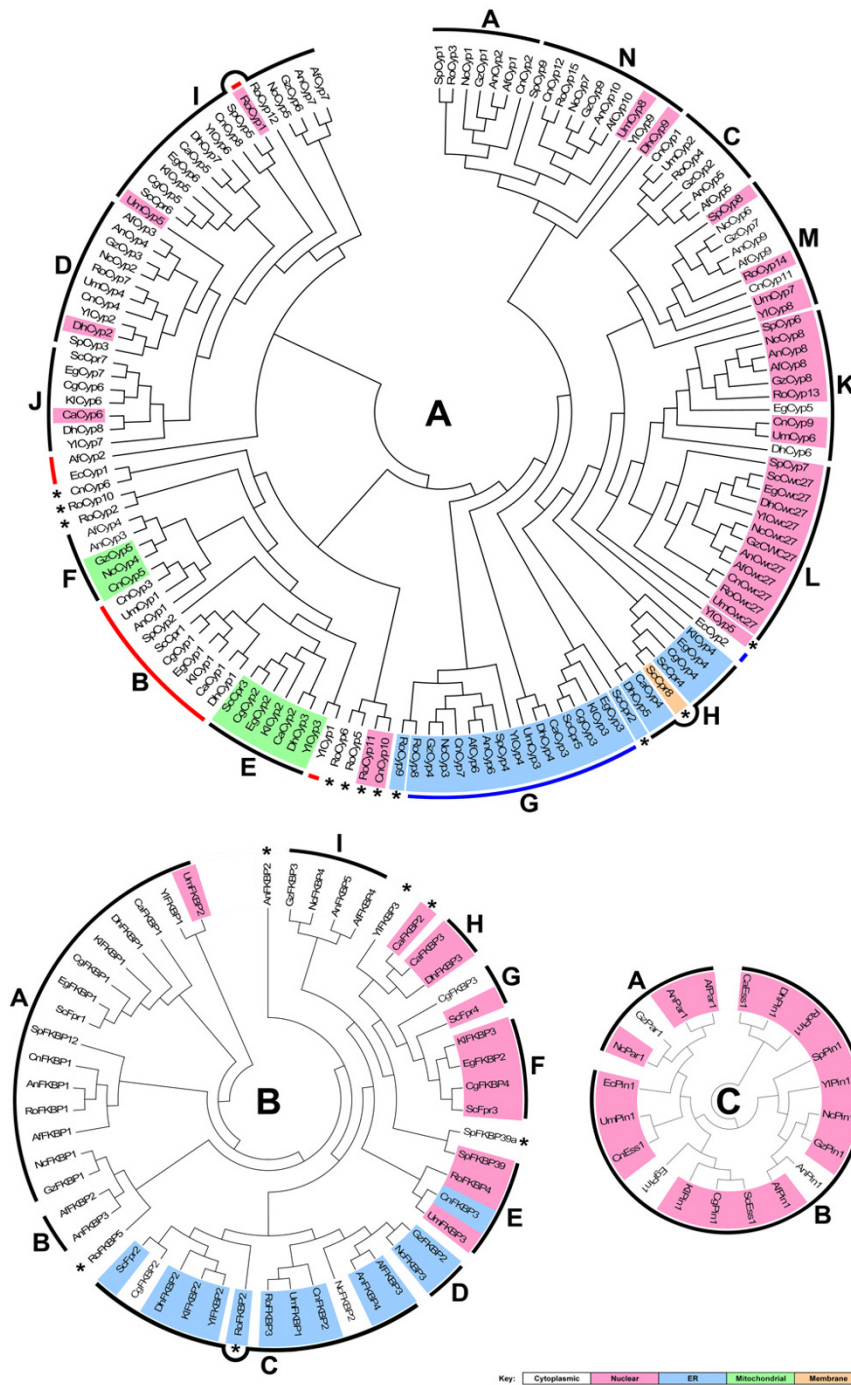 A
SpCyp1
RoCyp3
NcCyp1
GzCyp1
AnCyp2
AfCyp1
CnCyp2
SpCyp9
N
CnCyp12
RoCyp15
NcCyp7
GzCyp9
AnCyp10
AfCyp10
UmCyp8
YlCyp9
DhCyp9
C
CnCyp1
UmCyp2
RoCyp4
GzCyp2
AnCyp5
AfCyp5
SpCyp8
M
NcCyp6
GzCyp7
AnCyp9
AfCyp9
RoCyp14
CnCyp11
UmCyp7
YlCyp8
K
SpCyp6
NcCyp8
AnCyp8
AfCyp8
GzCyp8
RoCyp13
EgCyp5
CnCyp9
UmCyp6
DhCyp6
L
SpCyp7
ScCwc27
EgCwc27
DhCwc27
YlCwc27
NcCwc27
GzCWC27
AnCwc27
AfCwc27
CnCwc27
RoCwc27
UmCwc27
YlCyp5
*
EcCyp2
H
KlCyp4
EgCyp4
CgCyp4
ScCpr4
ScCpr8
*
CaCyp4
DhCyp5
ScCpr2
*
G
EgCyp3
KlCyp3
CgCyp3
ScCpr5
CaCyp3
DhCyp4
UmCyp3
YlCyp4
SpCyp4
AnCyp6
AfCyp6
CnCyp7
NcCyp3
GzCyp4
RoCyp8
RoCyp9
*
CnCyp10
*
RoCyp11
*
RoCyp5
*
RoCyp6
*
YlCyp1
*
E
YlCyp3
DhCyp3
CaCyp2
KlCyp2
EgCyp2
CgCyp2
ScCpr3
B
DhCyp1
CaCyp1
KlCyp1
EgCyp1
CgCyp1
ScCpr1
SpCyp2
AnCyp1
UmCyp1
CnCyp3
F
CnCyp5
NcCyp4
GzCyp5
AnCyp3
AfCyp4
RoCyp2
*
RoCyp10
*
CnCyp6
*
EcCyp1
AfCyp2
J
YlCyp7
DhCyp8
CaCyp6
KlCyp6
CgCyp6
EgCyp7
ScCpr7
D
SpCyp3
DhCyp2
YlCyp2
CnCyp4
UmCyp4
RoCyp7
NcCyp2
GzCyp3
AnCyp4
AfCyp3
UmCyp5
I
ScCpr6
CgCyp5
KlCyp5
EgCyp6
CaCyp5
DhCyp7
YlCyp6
CnCyp8
SpCyp5
RoCyp1
RoCyp12
NcCyp5
GzCyp6
AnCyp7
AfCyp7
A
*
AnFKBP2
I
GzFKBP3
NcFKBP4
AnFKBP5
AfFKBP4
YlFKBP3
*
CaFKBP2
*
H
CaFKBP3
DhFKBP3
G
CgFKBP3
ScFpr4
F
KlFKBP3
EgFKBP2
CgFKBP4
ScFpr3
SpFKBP39a
*
E
SpFKBP39
RoFKBP4
CnFKBP3
UmFKBP3
D
GzFKBP2
NcFKBP3
C
AfFKBP3
AnFKBP4
NcFKBP2
CnFKBP2
UmFKBP1
RoFKBP3
RoFKBP2
*
YlFKBP2
KlFKBP2
DhFKBP2
CgFKBP2
ScFpr2
RoFKBP5
*
B
AnFKBP3
AfFKBP2
A
GzFKBP1
NcFKBP1
AfFKBP1
RoFKBP1
AnFKBP1
CnFKBP1
SpFKBP12
ScFpr1
EgFKBP1
CgFKBP1
KlFKBP1
DhFKBP1
CaFKBP1
YlFKBP1
UmFKBP2
B
A
NcPar1
GzPar1
AnPar1
AfPar1
CaEss1
DhPin1
RoPin1
SpPin1
YlPin1
NcPin1
GzPin1
AnPin1
B
AfPin1
ScEss1
CgPin1
KlPin1
EgPin1
CnEss1
UmPin1
EcPin1
C
Key: Cytoplasmic Nuclear ER Mitochondrial Membrane